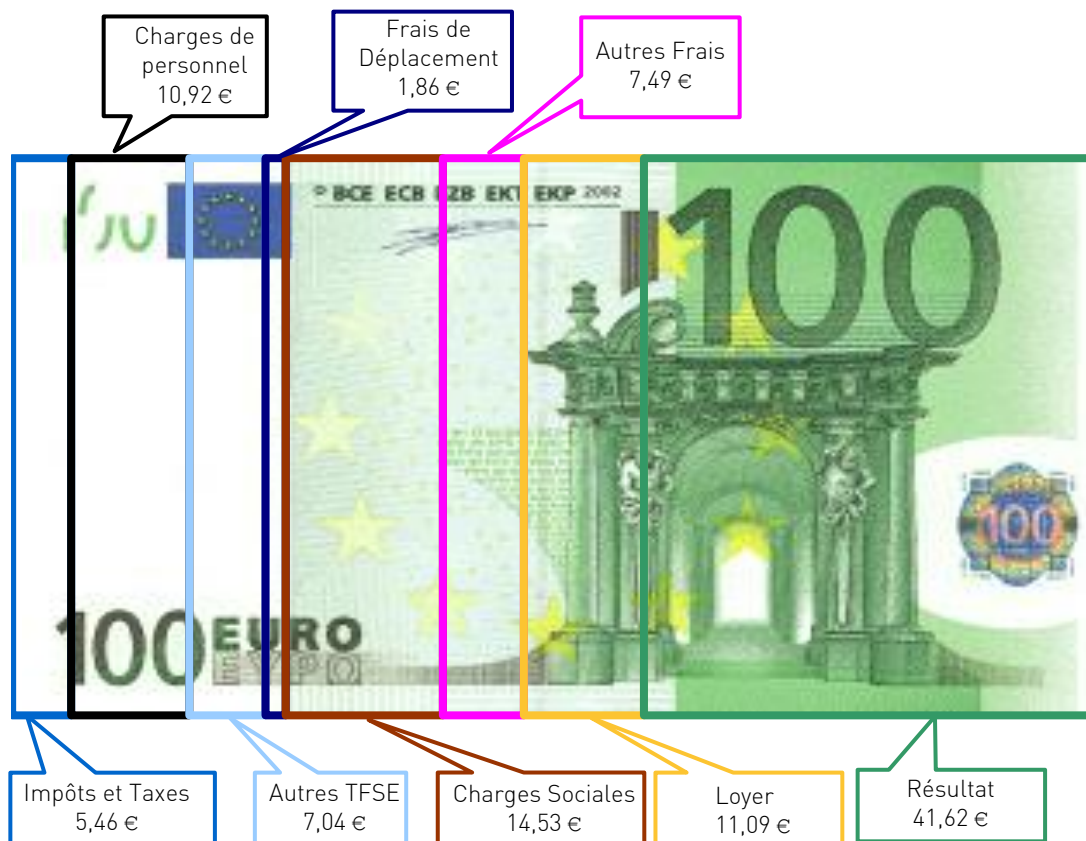 Charges de
personnel
10,92 €
Frais de
Déplacement
1,86 €
Autres Frais
7,49 €
BCE ECB EZB EKT EKP 2002
100
100
100 EURO
ΕΥΡΩ
Impôts et Taxes
5,46 €
Autres TFSE
7,04 €
Charges Sociales
14,53 €
Loyer
11,09 €
Résultat
41,62 €